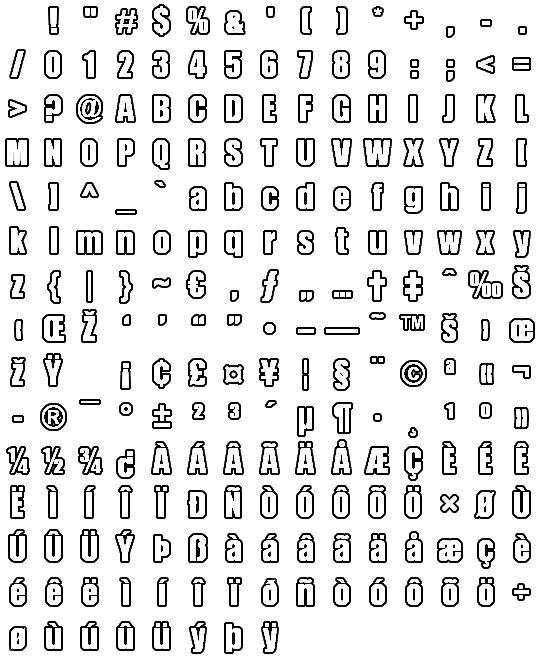 ! " # $ % & ' ( ) * + , - .
/ 0 1 2 3 4 5 6 7 8 9 : ; < =
> ? @ A B C D E F G H I J K L
M N O P Q R S T U V W X Y Z [
\ ] ^ _ ` a b c d e f g h i j
k l m n o p q r s t u v w x y
z { | } ~ € ‚ ƒ „ … † ‡ ˆ ‰ Š
‹ Œ Ž ‘ ’ “ ” • – — ˜ ™ š › œ
ž Ÿ ¡ ¢ £ ¤ ¥ ¦ § ¨ © ª « ¬
- ® ¯ ° ± ² ³ ´ µ ¶ · ¸ ¹ º »
¼ ½ ¾ ¿ À Á Â Ã Ä Å Æ Ç È É Ê
Ë Ì Í Î Ï Ð Ñ Ò Ó Ô Õ Ö × Ø Ù
Ú Û Ü Ý Þ ß à á â ã ä å æ ç è
é ê ë ì í î ï ð ñ ò ó ô õ ö ÷
ø ù ú û ü ý þ ÿ